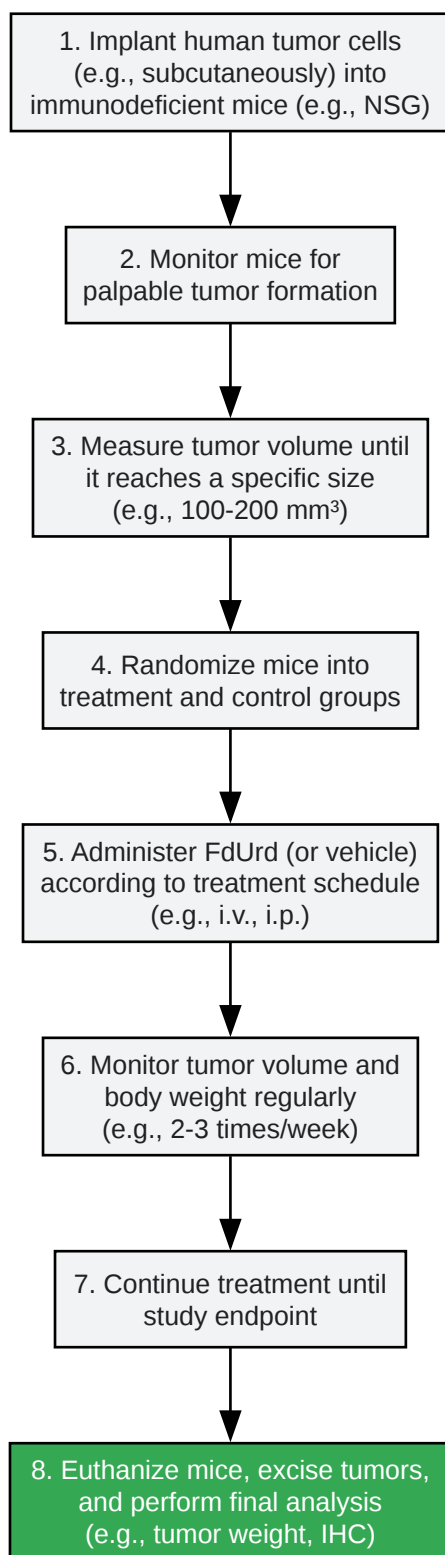 1. Implant human tumor cells
(e.g., subcutaneously) into
immunodeficient mice (e.g., NSG)
2. Monitor mice for
palpable tumor formation
3. Measure tumor volume until
it reaches a specific size
(e.g., 100-200 mm³)
4. Randomize mice into
treatment and control groups
5. Administer FdUrd (or vehicle)
according to treatment schedule
(e.g., i.v., i.p.)
6. Monitor tumor volume and
body weight regularly
(e.g., 2-3 times/week)
7. Continue treatment until
study endpoint
8. Euthanize mice, excise tumors,
and perform final analysis
(e.g., tumor weight, IHC)